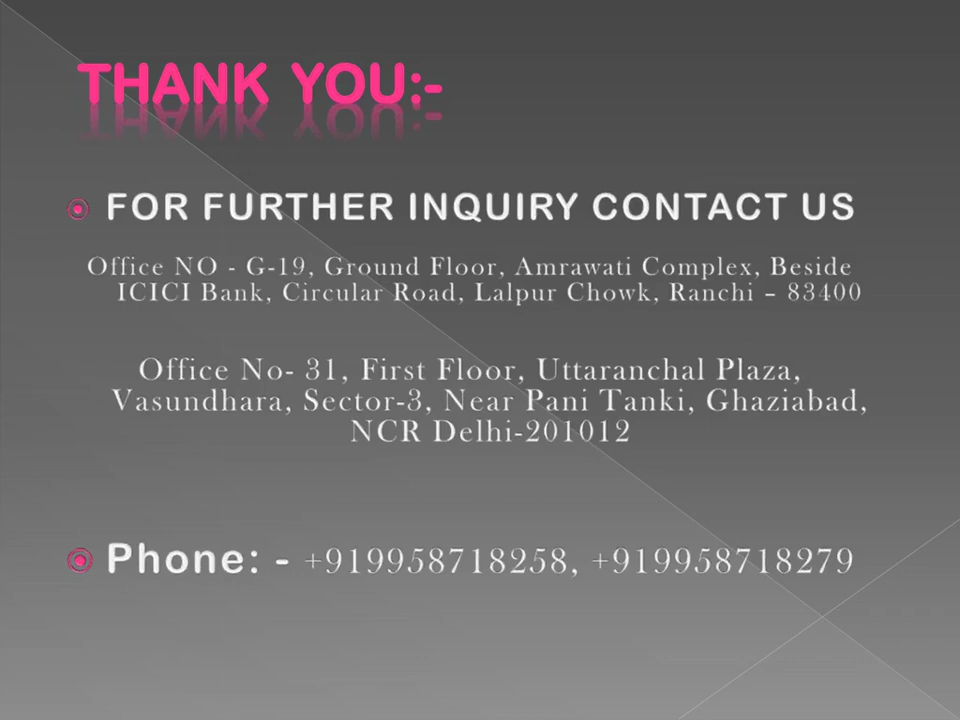 THANK YOU:-
FOR FURTHER INQUIRY CONTACT US
Office NO - G-19, Ground Floor, Amrawati Complex, Beside
ICICI Bank, Circular Road, Lalpur Chowk, Ranchi – 83400
Office No- 31, First Floor, Uttaranchal Plaza,
Vasundhara, Sector-3, Near Pani Tanki, Ghaziabad,
NCR Delhi-201012
Phone: - +919958718258, +919958718279